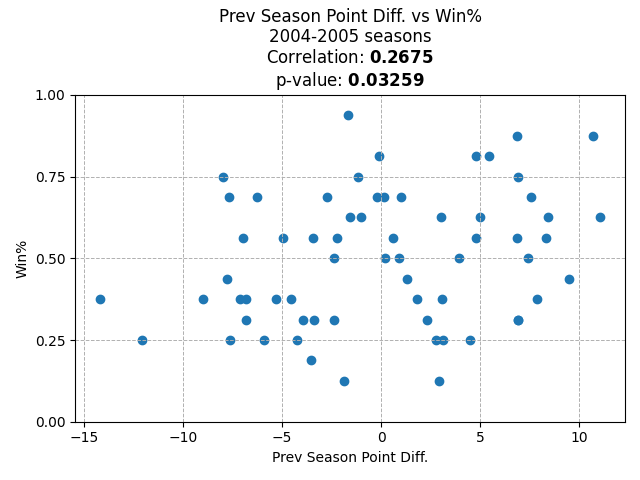 Prev Season Point Diff. vs Win%
2004-2005 seasons
Correlation: 0.2675
p-value: 0.03259
1.00
0.75
0.50
0.25
0.00
Win%
−15 −10 −5 0 5 10
Prev Season Point Diff.